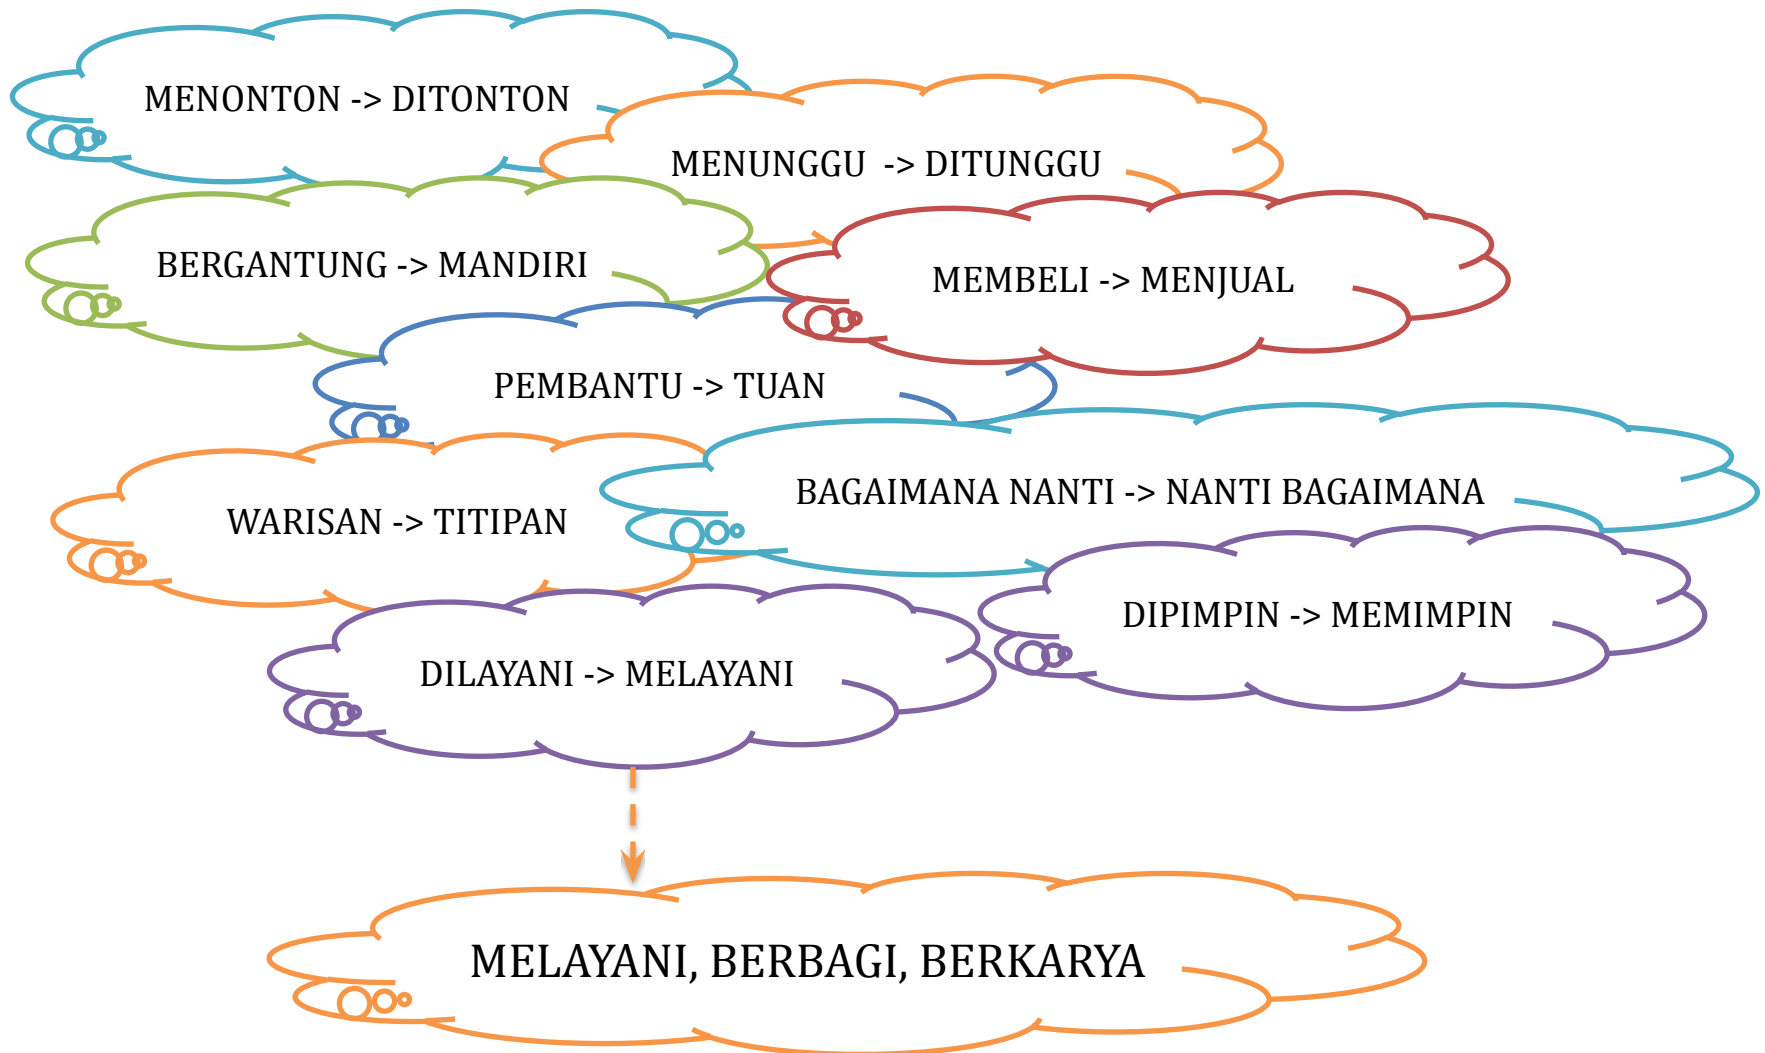 MENONTON -> DITONTON
MENUNGGU -> DITUNGGU
BERGANTUNG -> MANDIRI
MEMBELI -> MENJUAL
PEMBANTU -> TUAN
BAGAIMANA NANTI -> NANTI BAGAIMANA
WARISAN -> TITIPAN
DIPIMPIN -> MEMIMPIN
DILAYANI -> MELAYANI
MELAYANI, BERBAGI, BERKARYA